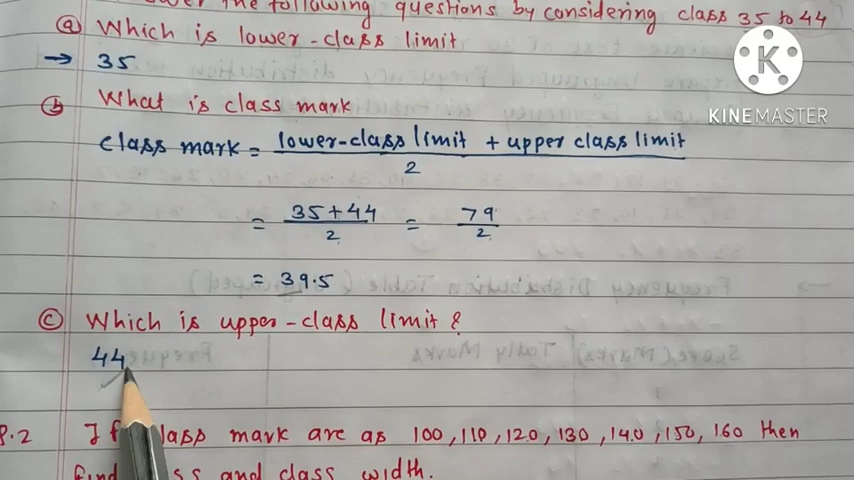 the following questions by considering class 35 to 44
ⓐ Which is lower-class limit
→ 35
KINEMASTER
ⓑ What is class mark
class mark = lower-class limit + upper class limit / 2
= 35+44 / 2 = 79 / 2
= 39.5
ⓒ Which is upper-class limit?
44
.2 If class mark are as 100, 110, 120, 130, 140, 150, 160 then
find and class width.